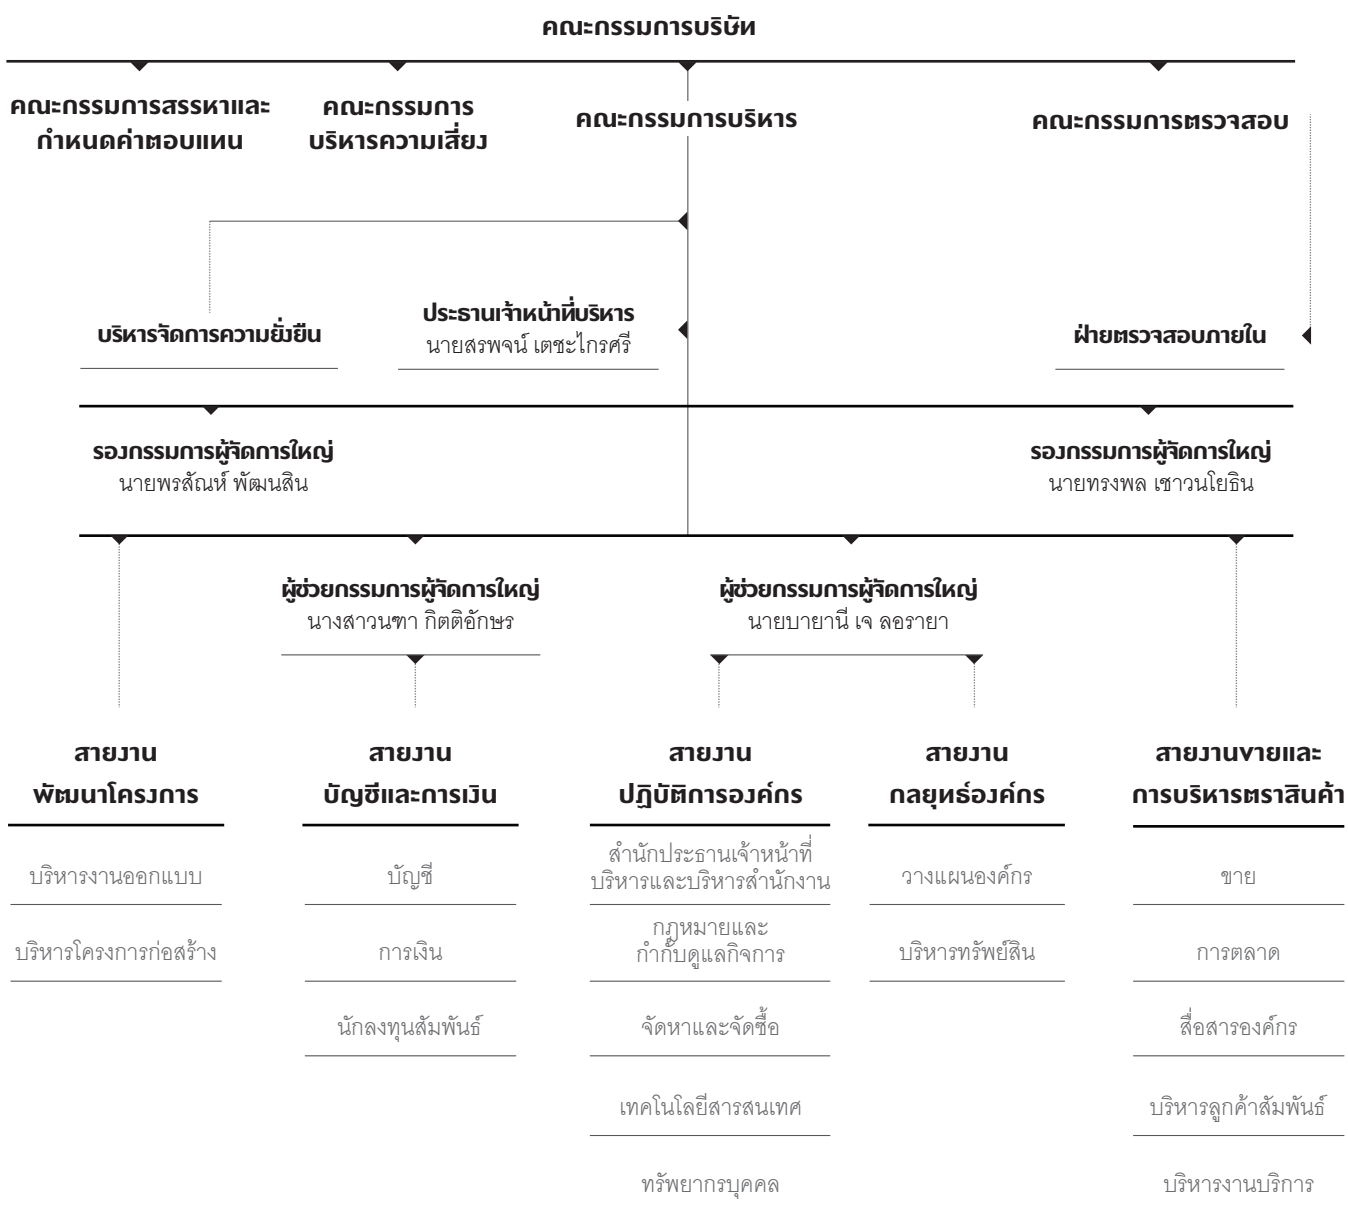 คณะกรรมการบริษัท
คณะกรรมการสรรหาและ
กำหนดค่าตอบแทน
คณะกรรมการ
บริหารความเสี่ยง
คณะกรรมการบริหาร
คณะกรรมการตรวจสอบ
บริหารจัดการความยั่งยืน
ประธานเจ้าหน้าที่บริหาร
นายสรพจน์ เตชะไกรศรี
ฝ่ายตรวจสอบภายใน
รองกรรมการผู้จัดการใหญ่
นายพรสัณห์ พัฒนสิน
รองกรรมการผู้จัดการใหญ่
นายทรงพล เชาวนโยธิน
ผู้ช่วยกรรมการผู้จัดการใหญ่
นางสาวนฑา กิตติอักษร
ผู้ช่วยกรรมการผู้จัดการใหญ่
นายบายานี เจ ลอรายา
สายงาน
พัฒนาโครงการ
บริหารงานออกแบบ
บริหารโครงการก่อสร้าง
สายงาน
บัญชีและการเงิน
บัญชี
การเงิน
นักลงทุนสัมพันธ์
สายงาน
ปฏิบัติการองค์กร
สำนักประธานเจ้าหน้าที่
บริหารและบริหารสำนักงาน
กฎหมายและ
กำกับดูแลกิจการ
จัดหาและจัดซื้อ
เทคโนโลยีสารสนเทศ
ทรัพยากรบุคคล
สายงาน
กลยุทธ์องค์กร
วางแผนองค์กร
บริหารทรัพย์สิน
สายงานขายและ
การบริหารตราสินค้า
ขาย
การตลาด
สื่อสารองค์กร
บริหารลูกค้าสัมพันธ์
บริหารงานบริการ